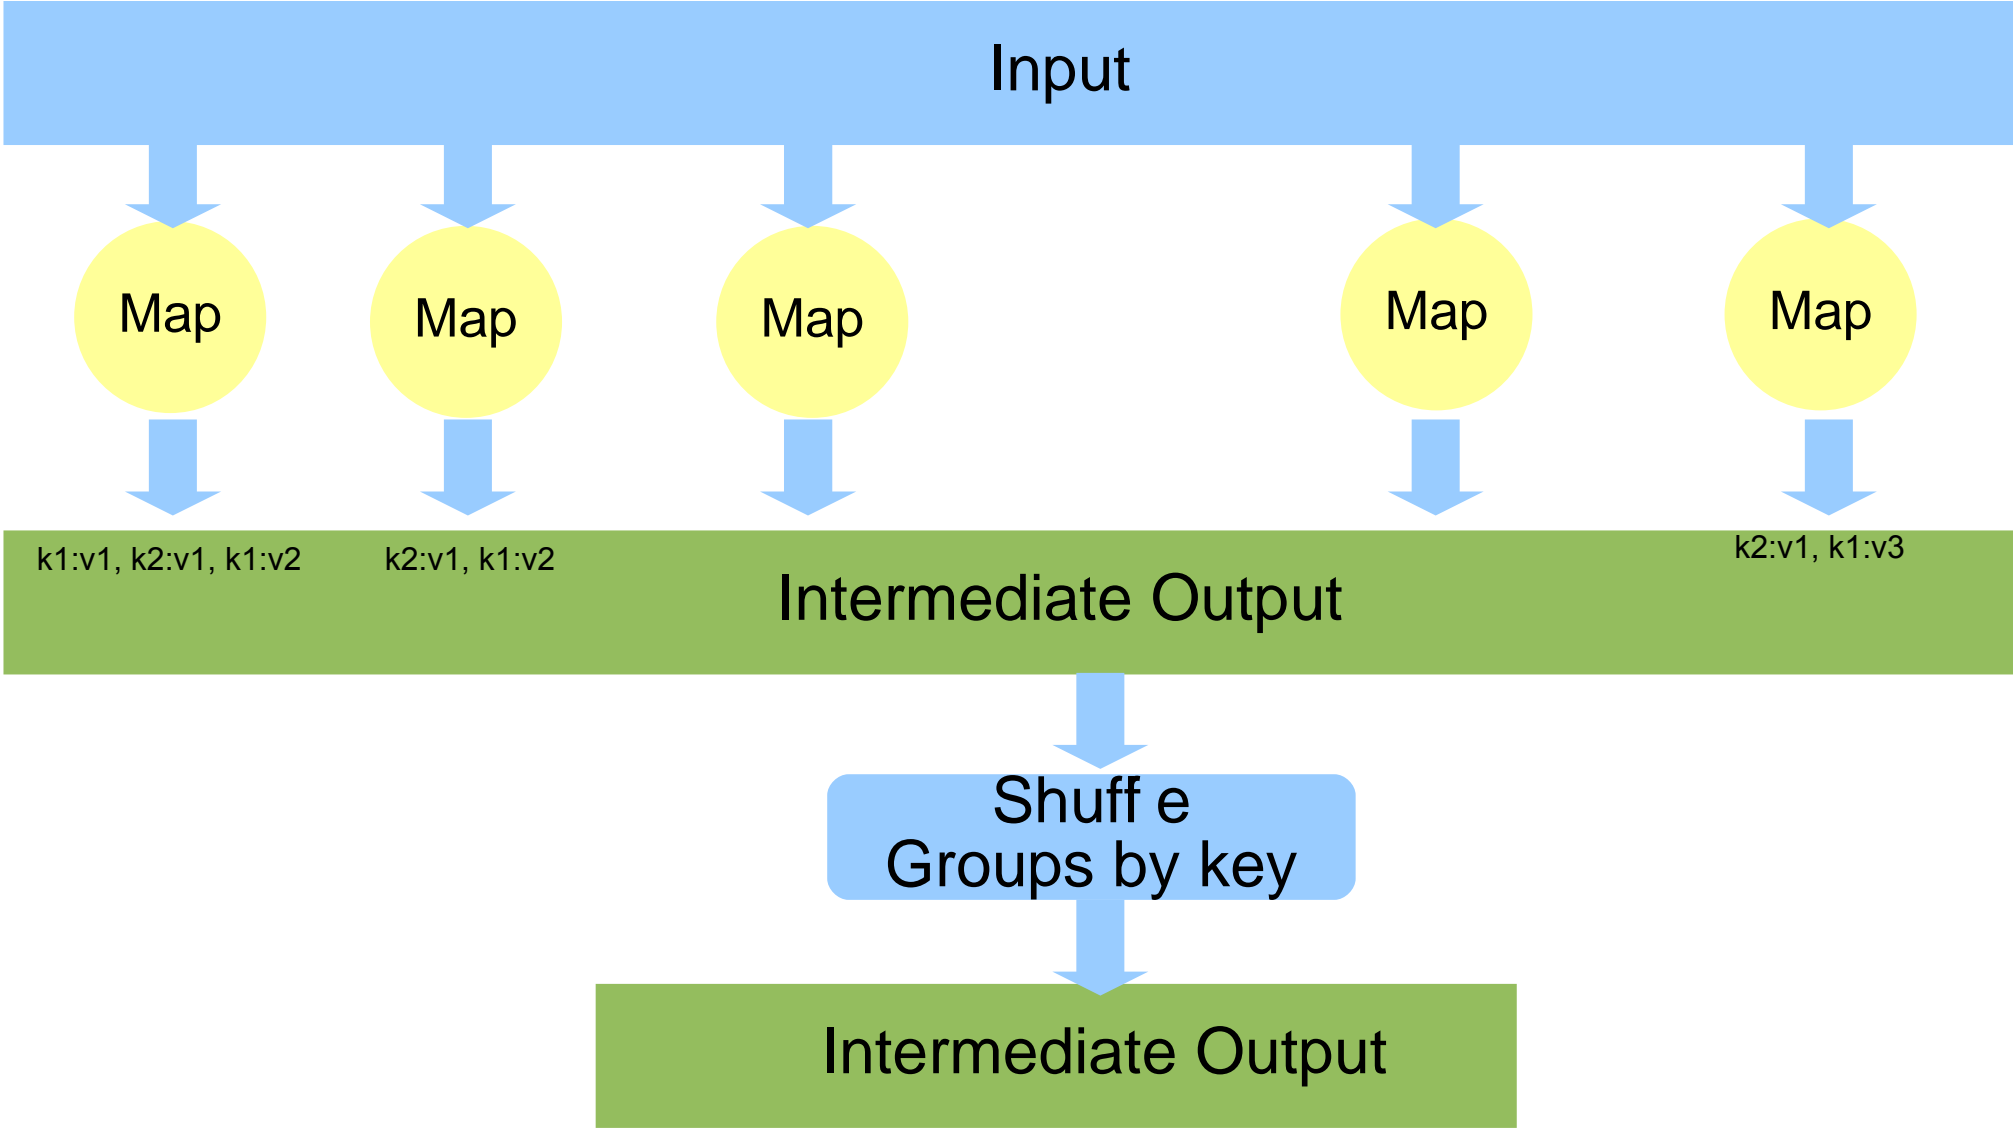 Input
Map
Map
Map
Map
Map
k1:v1, k2:v1, k1:v2
k2:v1, k1:v2
k2:v1, k1:v3
Intermediate Output
Shuff e
Groups by key
Intermediate Output